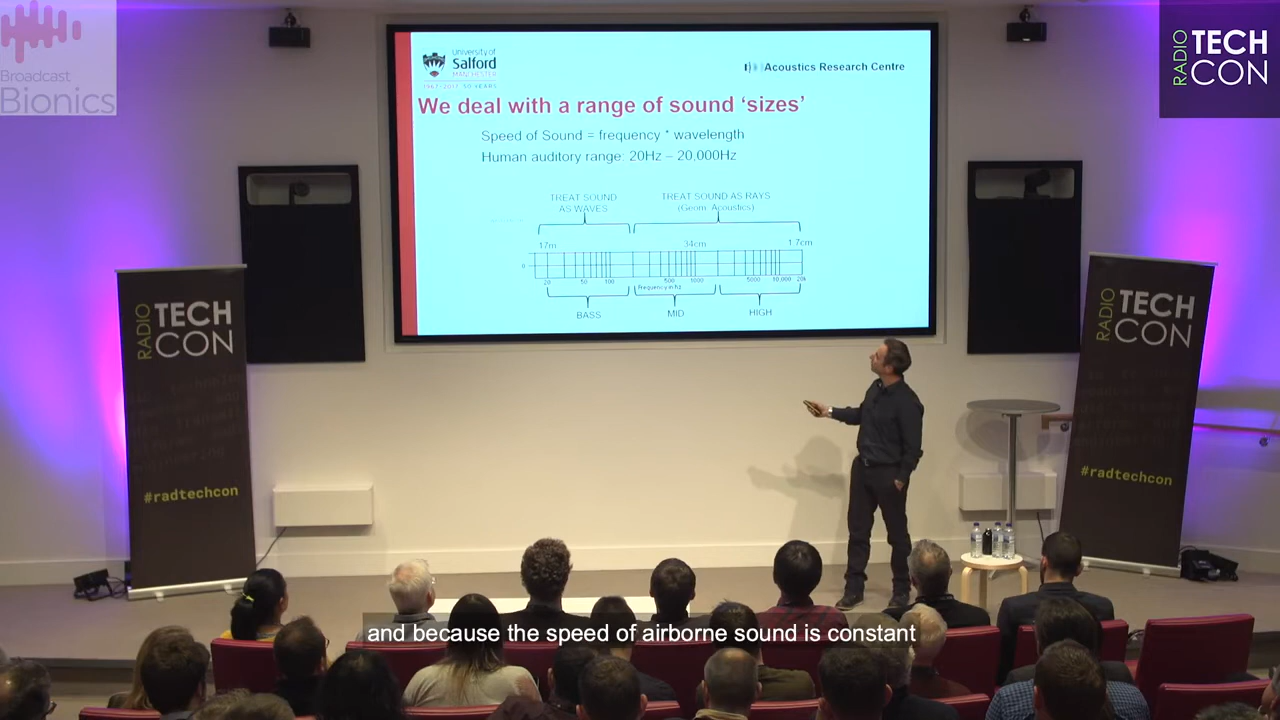 Broadcast
Bionics
RADIO
TECH
CON
University of
Salford
MANCHESTER
Acoustics Research Centre
We deal with a range of sound ‘sizes’
Speed of Sound = frequency * wavelength
Human auditory range: 20Hz – 20,000Hz
TREAT SOUND
AS WAVES
TREAT SOUND AS RAYS
(Geom. Acoustics)
17m
34cm
1.7cm
0
20
50
100
500
1000
5000
10,000
20k
Frequency in hz
BASS
MID
HIGH
RADIO
TECH
CON
#radtechcon
RADIO
TECH
CON
#radtechcon
and because the speed of airborne sound is constant